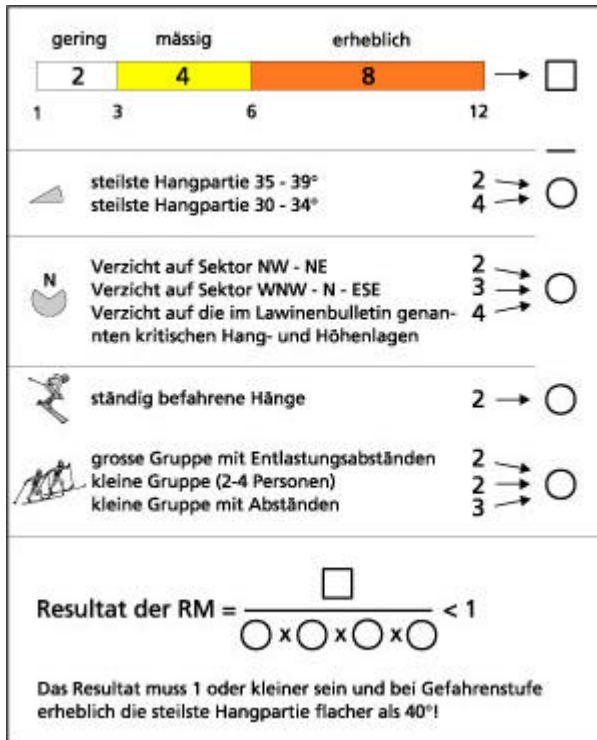 gering mässig erheblich
2 4 8
1 3 6 12
steilste Hangpartie 35 - 39° 2
steilste Hangpartie 30 - 34° 4
N
Verzicht auf Sektor NW - NE 2
Verzicht auf Sektor WNW - N - ESE 3
Verzicht auf die im Lawinenbulletin genan- 4
nten kritischen Hang- und Höhenlagen
ständig befahrene Hänge 2
grosse Gruppe mit Entlastungsabständen 2
kleine Gruppe (2-4 Personen) 2
kleine Gruppe mit Abständen 3
Resultat der RM = < 1
x x x
Das Resultat muss 1 oder kleiner sein und bei Gefahrenstufe
erheblich die steilste Hangpartie flacher als 40°!